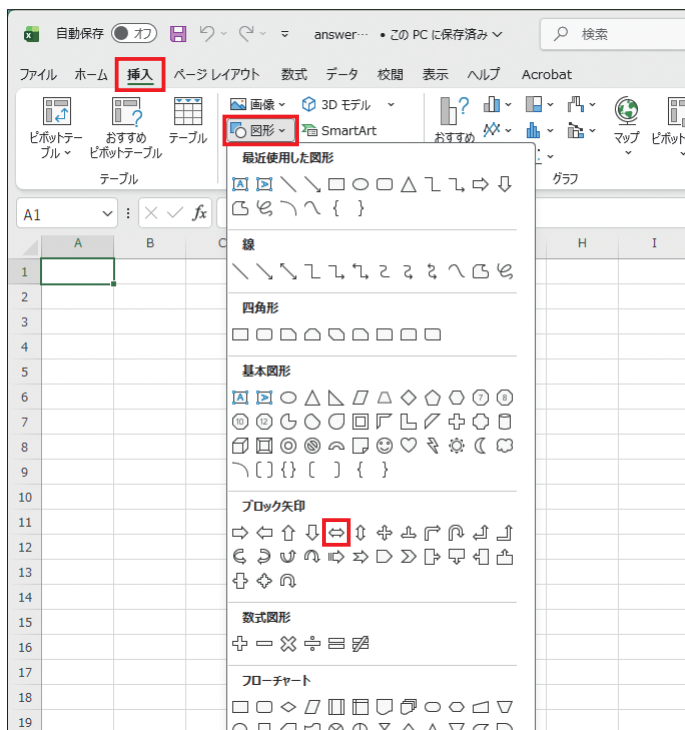 自動保存 オフ answer… • この PC に保存済み 検索
ファイル ホーム 挿入 ページ レイアウト 数式 データ 校閲 表示 ヘルプ Acrobat
ピボットテー
ブル
おすすめ
ピボットテーブル
テーブル
テーブル
画像
3D モデル
図形
SmartArt
おすすめ
マップ
グラフ
A1
fx
A B C H I
最近使用した図形
線
四角形
基本図形
7 8
10 12
ブロック矢印
数式図形
フローチャート
1
2
3
4
5
6
7
8
9
10
11
12
13
14
15
16
17
18
19